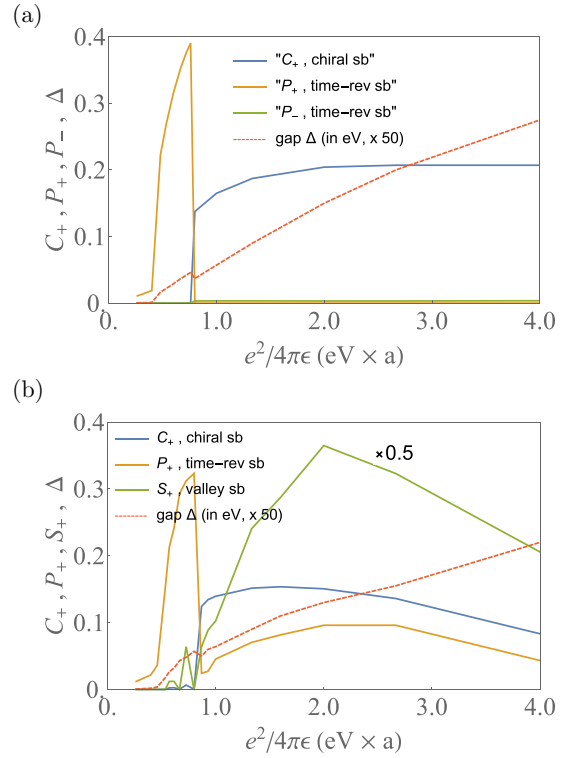 (a)
0.4
0.3
0.2
0.1
0.
C₊ , P₊ , P₋ , Δ
"C₊ , chiral sb"
"P₊ , time−rev sb"
"P₋ , time−rev sb"
gap Δ (in eV, x 50)
0. 1.0 2.0 3.0 4.0
e²/4πϵ (eV × a)
(b)
0.4
0.3
0.2
0.1
0.
C₊ , P₊ , S₊ , Δ
C₊ , chiral sb
P₊ , time−rev sb
S₊ , valley sb
gap Δ (in eV, x 50)
×0.5
0. 1.0 2.0 3.0 4.0
e²/4πϵ (eV × a)